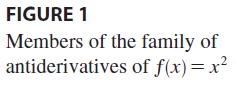 FIGURE 1
Members of the family of
antiderivatives of f(x) = x²